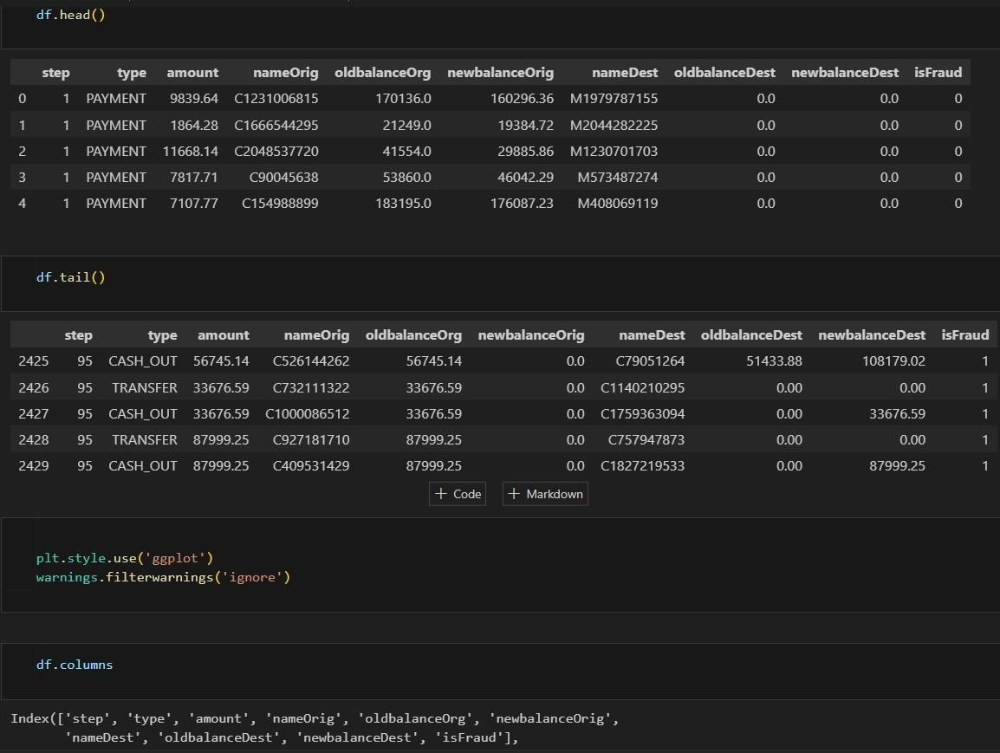 df.head()
step type amount nameOrig oldbalanceOrg newbalanceOrig nameDest oldbalanceDest newbalanceDest isFraud
0 1 PAYMENT 9839.64 C1231006815 170136.0 160296.36 M1979787155 0.0 0.0 0
1 1 PAYMENT 1864.28 C1666544295 21249.0 19384.72 M2044282225 0.0 0.0 0
2 1 PAYMENT 11668.14 C2048537720 41554.0 29885.86 M1230701703 0.0 0.0 0
3 1 PAYMENT 7817.71 C90045638 53860.0 46042.29 M573487274 0.0 0.0 0
4 1 PAYMENT 7107.77 C154988899 183195.0 176087.23 M408069119 0.0 0.0 0
df.tail()
step type amount nameOrig oldbalanceOrg newbalanceOrig nameDest oldbalanceDest newbalanceDest isFraud
2425 95 CASH_OUT 56745.14 C526144262 56745.14 0.0 C79051264 51433.88 108179.02 1
2426 95 TRANSFER 33676.59 C732111322 33676.59 0.0 C1140210295 0.00 0.00 1
2427 95 CASH_OUT 33676.59 C1000086512 33676.59 0.0 C1759363094 0.00 33676.59 1
2428 95 TRANSFER 87999.25 C927181710 87999.25 0.0 C757947873 0.00 0.00 1
2429 95 CASH_OUT 87999.25 C409531429 87999.25 0.0 C1827219533 0.00 87999.25 1
+ Code + Markdown
plt.style.use('ggplot')
warnings.filterwarnings('ignore')
df.columns
Index(['step', 'type', 'amount', 'nameOrig', 'oldbalanceOrg', 'newbalanceOrig',
'nameDest', 'oldbalanceDest', 'newbalanceDest', 'isFraud'],